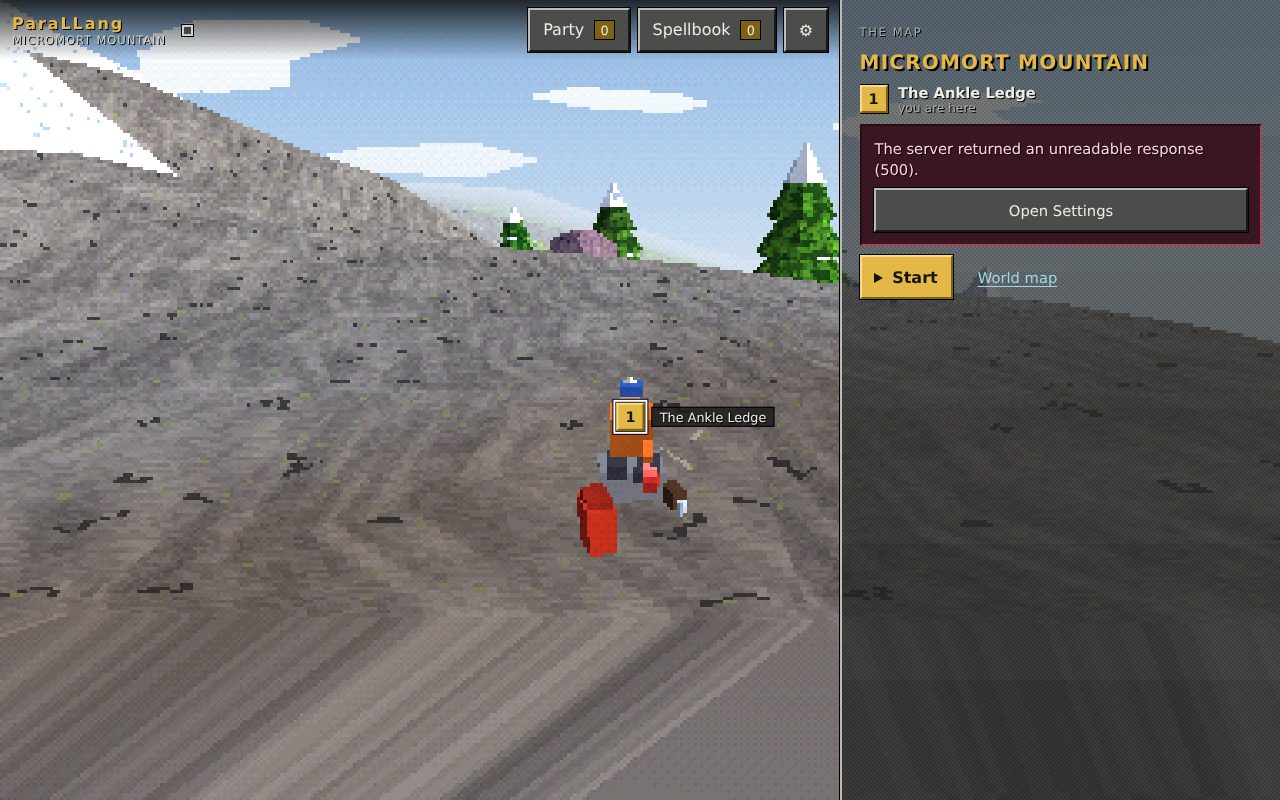 ParaLLang
MICROMORT MOUNTAIN
Party 0
Spellbook 0
THE MAP
MICROMORT MOUNTAIN
1 The Ankle Ledge
you are here
The server returned an unreadable response
(500).
Open Settings
Start
World map
1 The Ankle Ledge